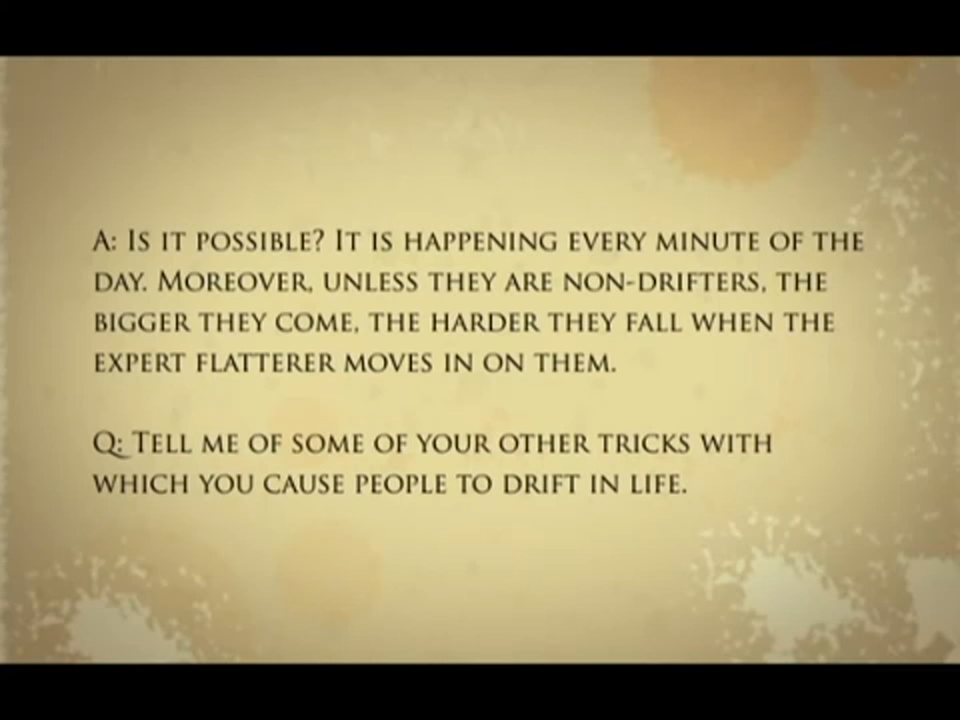 A: Is it possible? It is happening every minute of the
day. Moreover, unless they are non-drifters, the
bigger they come, the harder they fall when the
expert flatterer moves in on them.
Q: Tell me of some of your other tricks with
which you cause people to drift in life.